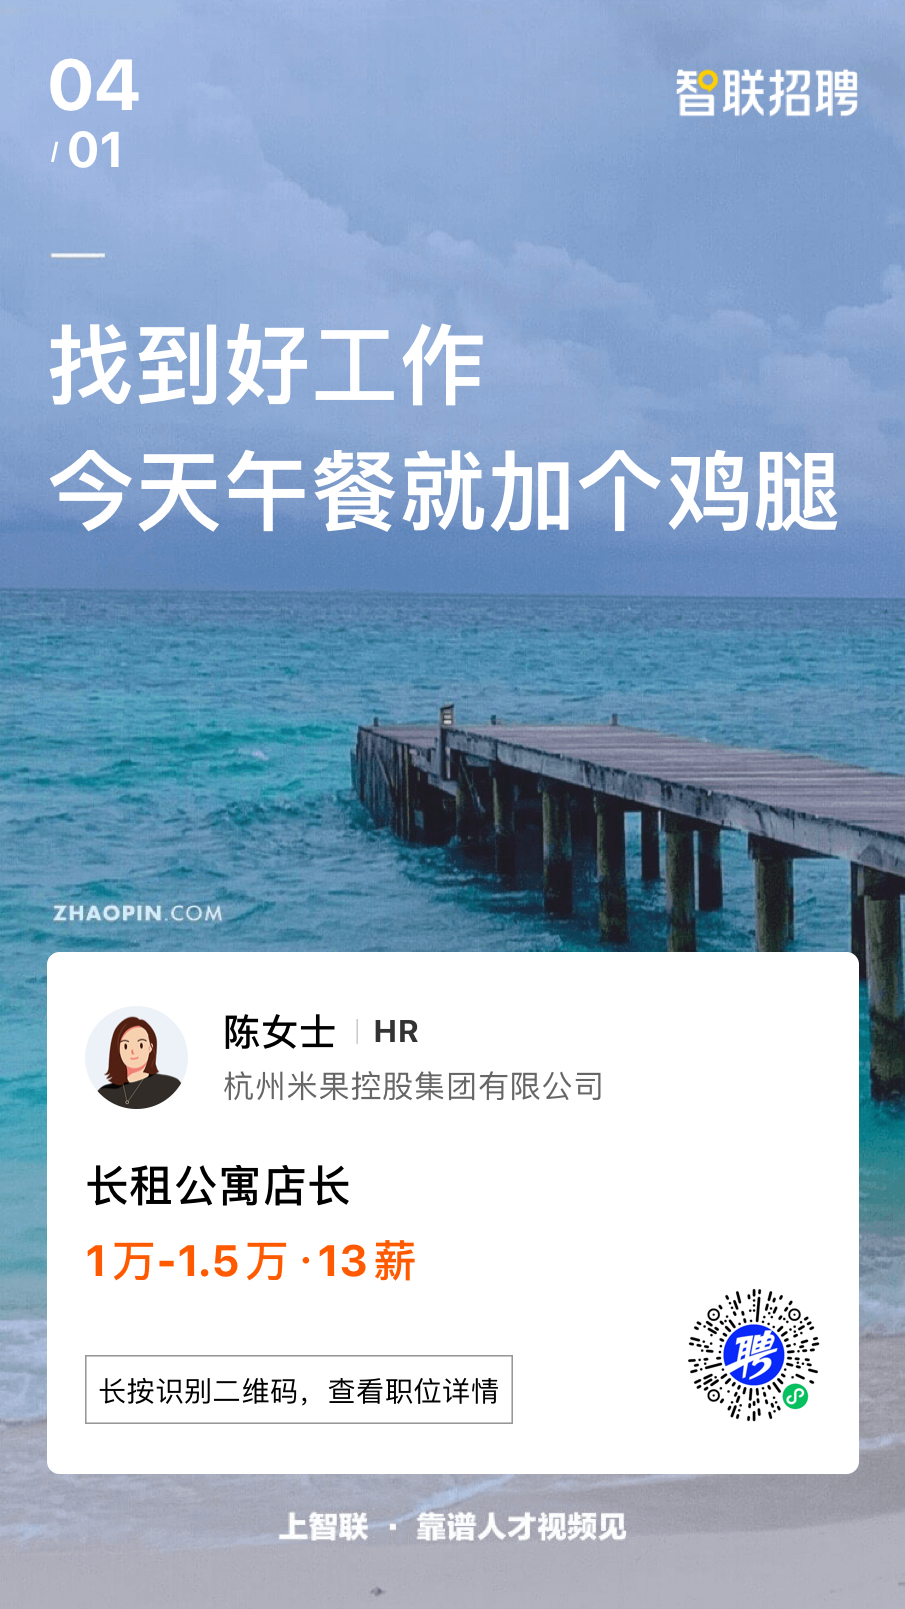 04
/ 01
智联招聘
找到好工作
今天午餐就加个鸡腿
ZHAOPIN.COM
陈女士 | HR
杭州米果控股集团有限公司
长租公寓店长
1万-1.5万·13薪
聘
长按识别二维码，查看职位详情
上智联 · 靠谱人才视频见